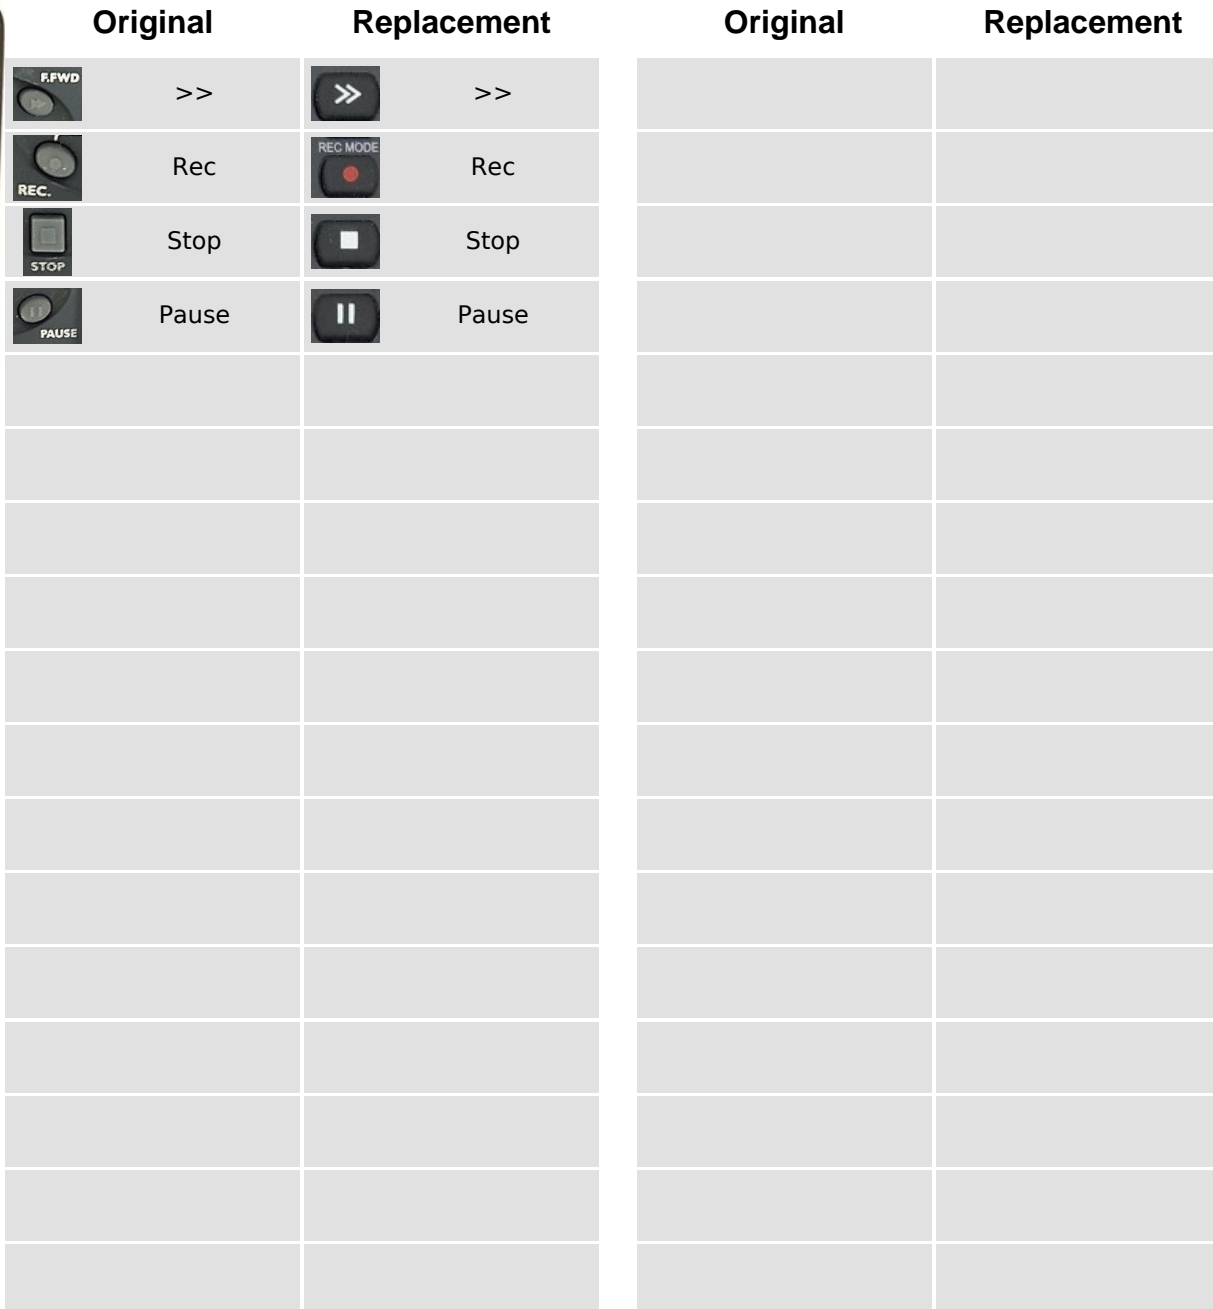 Original Replacement Original Replacement
F.FWD >> >>
REC. Rec REC MODE Rec
STOP Stop Stop
PAUSE Pause Pause